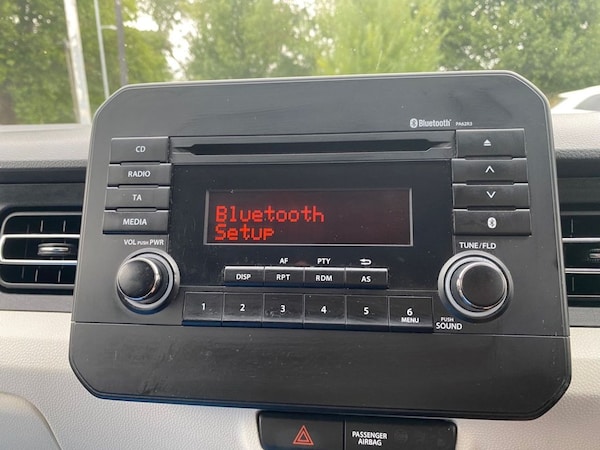 Bluetooth PA62R3
CD
RADIO
TA
MEDIA
Bluetooth
Setup
VOL PUSH PWR
TUNE/FLD
AF PTY
DISP RPT RDM AS
1 2 3 4 5 6
MENU
PUSH
SOUND
PASSENGER
AIRBAG